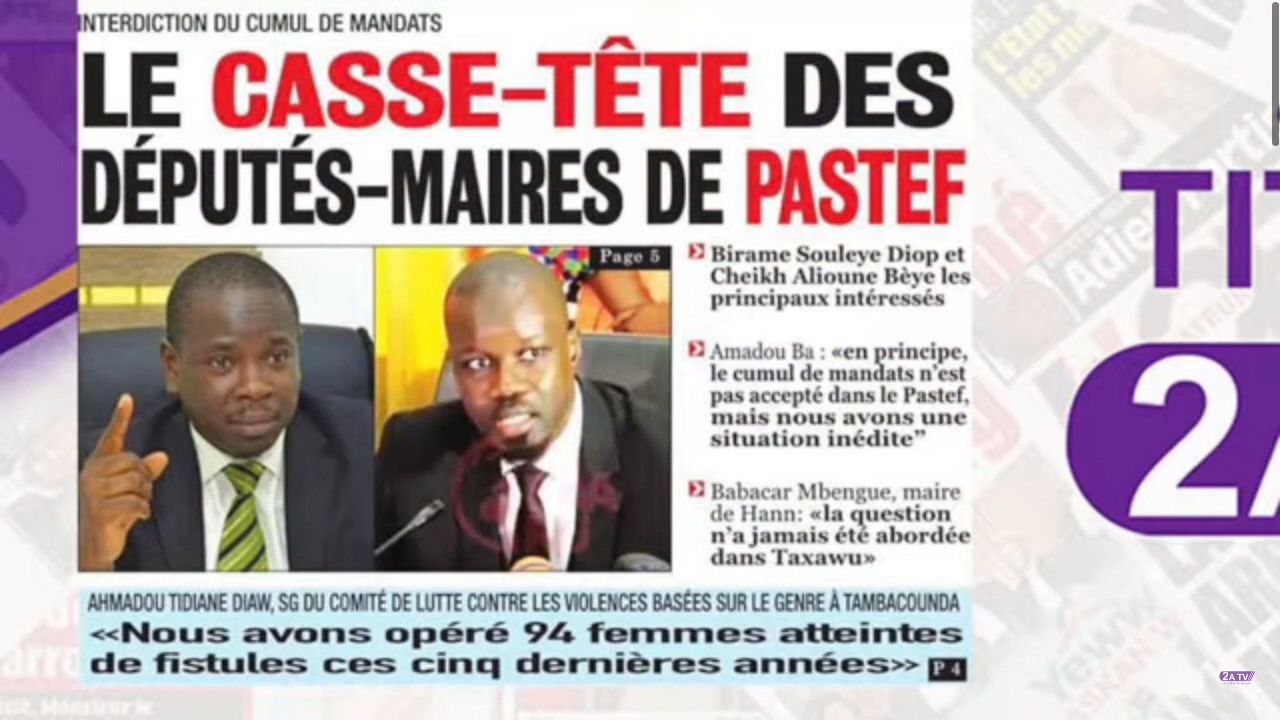 INTERDICTION DU CUMUL DE MANDATS
LE CASSE-TÊTE DES
DÉPUTÉS-MAIRES DE PASTEF
Page 5
Birame Souleye Diop et
Cheikh Alioune Bèye les
principaux intéressés
Amadou Ba : «en principe,
le cumul de mandats n'est
pas accepté dans le Pastef,
mais nous avons une
situation inédite”
Babacar Mbengue, maire
de Hann: «la question
n'a jamais été abordée
dans Taxawu»
AHMADOU TIDIANE DIAW, SG DU COMITÉ DE LUTTE CONTRE LES VIOLENCES BASÉES SUR LE GENRE À TAMBACOUNDA
«Nous avons opéré 94 femmes atteintes
de fistules ces cinq dernières années» P 4
2A TV